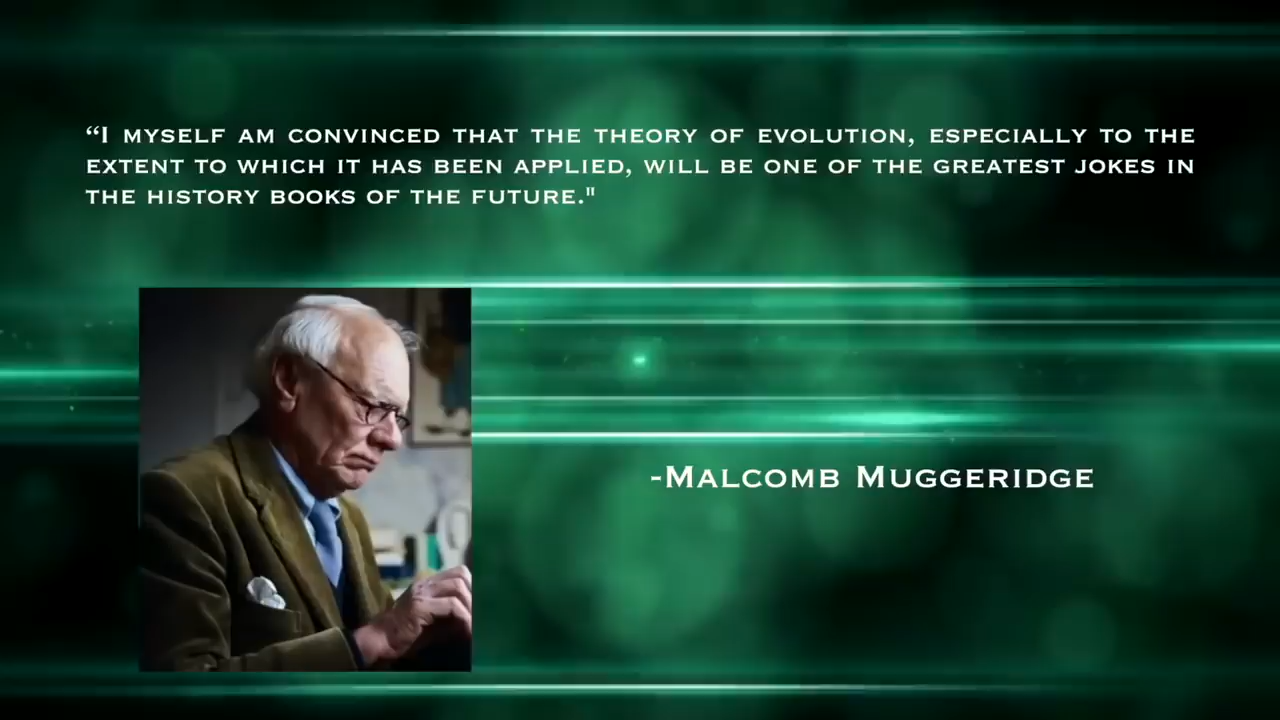 “I MYSELF AM CONVINCED THAT THE THEORY OF EVOLUTION, ESPECIALLY TO THE
EXTENT TO WHICH IT HAS BEEN APPLIED, WILL BE ONE OF THE GREATEST JOKES IN
THE HISTORY BOOKS OF THE FUTURE."
-MALCOMB MUGGERIDGE